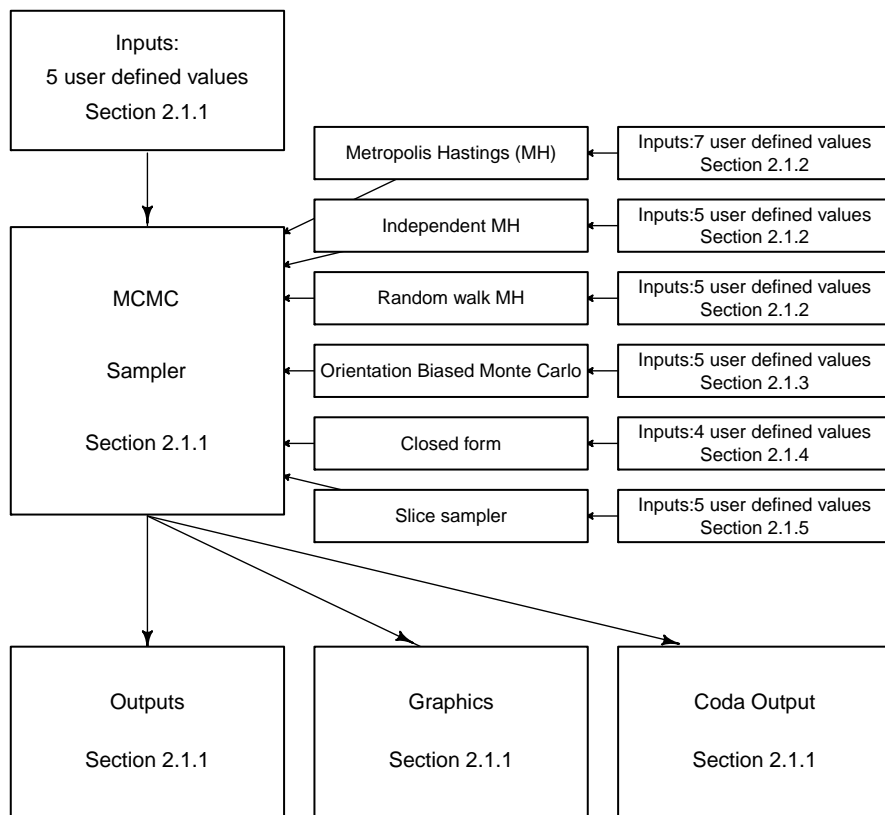 Inputs:
5 user defined values
Section 2.1.1
Metropolis Hastings (MH)
Inputs:7 user defined values
Section 2.1.2
Independent MH
Inputs:5 user defined values
Section 2.1.2
MCMC
Sampler
Section 2.1.1
Random walk MH
Inputs:5 user defined values
Section 2.1.2
Orientation Biased Monte Carlo
Inputs:5 user defined values
Section 2.1.3
Closed form
Inputs:4 user defined values
Section 2.1.4
Slice sampler
Inputs:5 user defined values
Section 2.1.5
Outputs
Section 2.1.1
Graphics
Section 2.1.1
Coda Output
Section 2.1.1